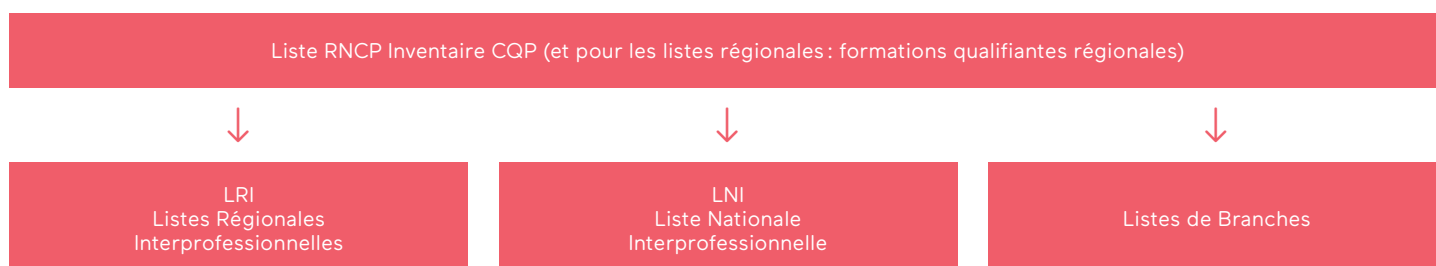 Liste RNCP Inventaire CQP (et pour les listes régionales : formations qualifiantes régionales)
LRI
Listes Régionales
Interprofessionnelles
LNI
Liste Nationale
Interprofessionnelle
Listes de Branches